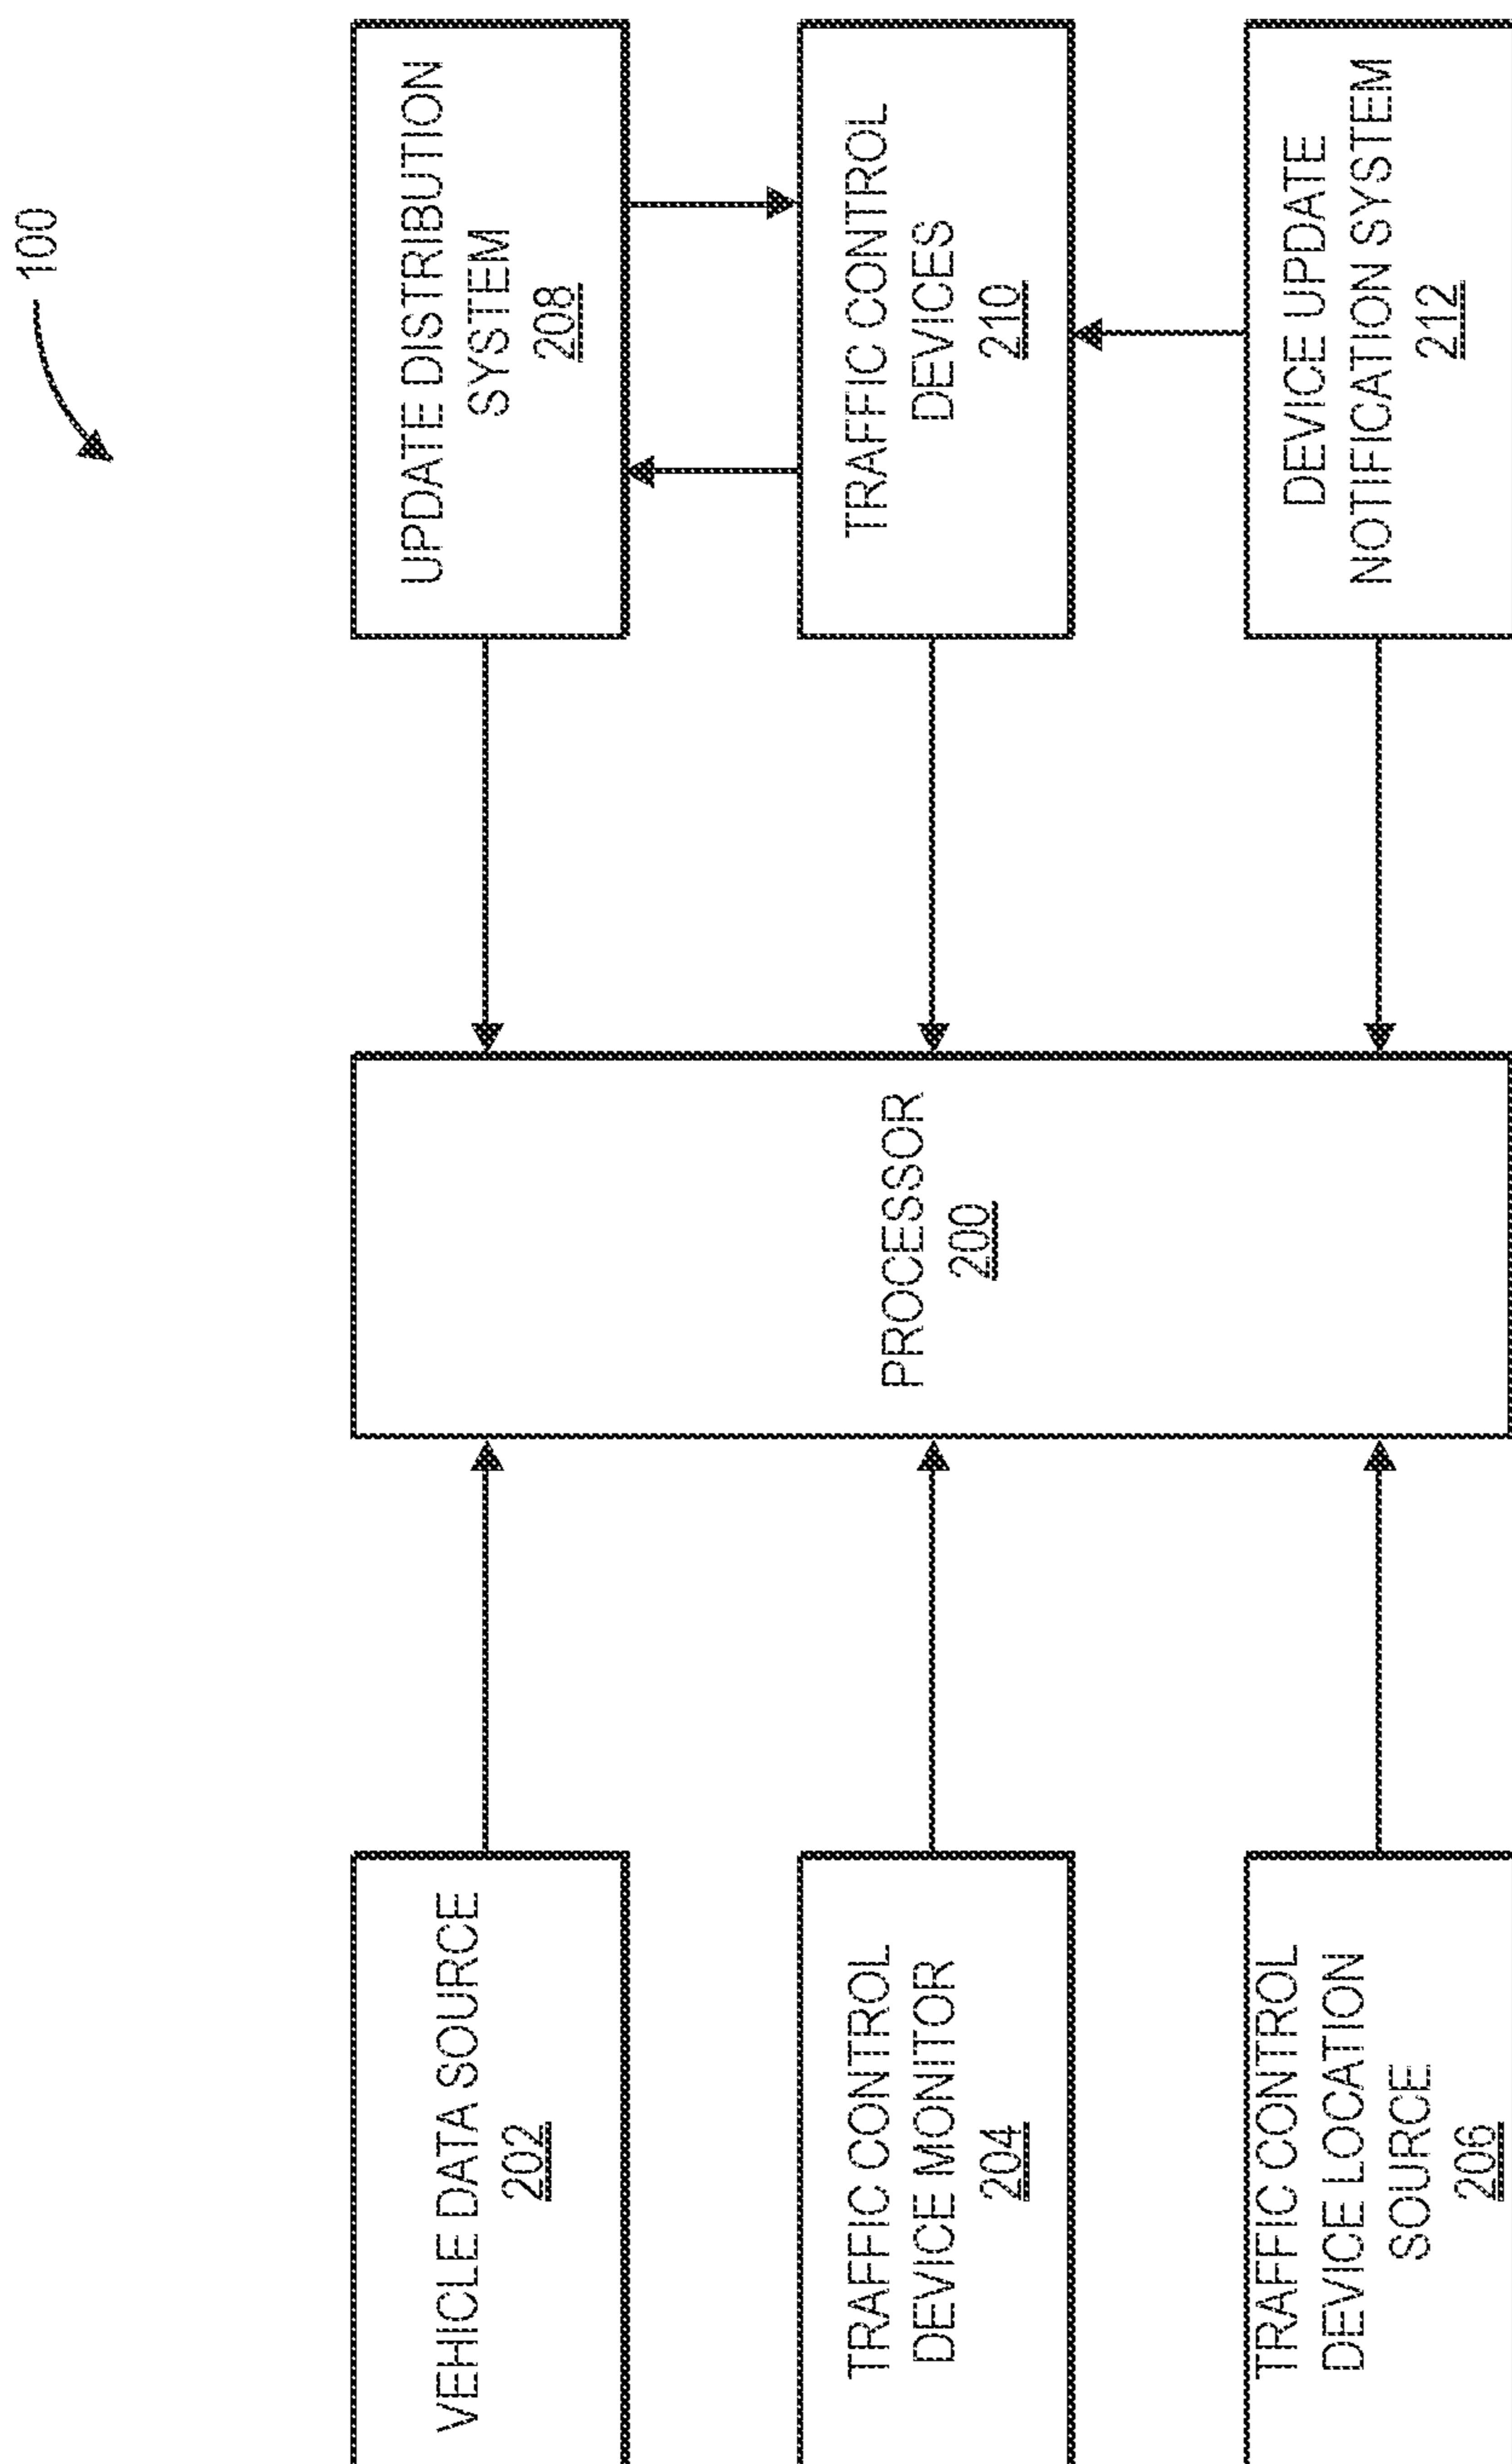 100
VEHICLE DATA SOURCE
202
TRAFFIC CONTROL
DEVICE MONITOR
204
TRAFFIC CONTROL
DEVICE LOCATION
SOURCE
206
PROCESSOR
200
UPDATE DISTRIBUTION
SYSTEM
208
TRAFFIC CONTROL
DEVICES
210
DEVICE UPDATE
NOTIFICATION SYSTEM
212